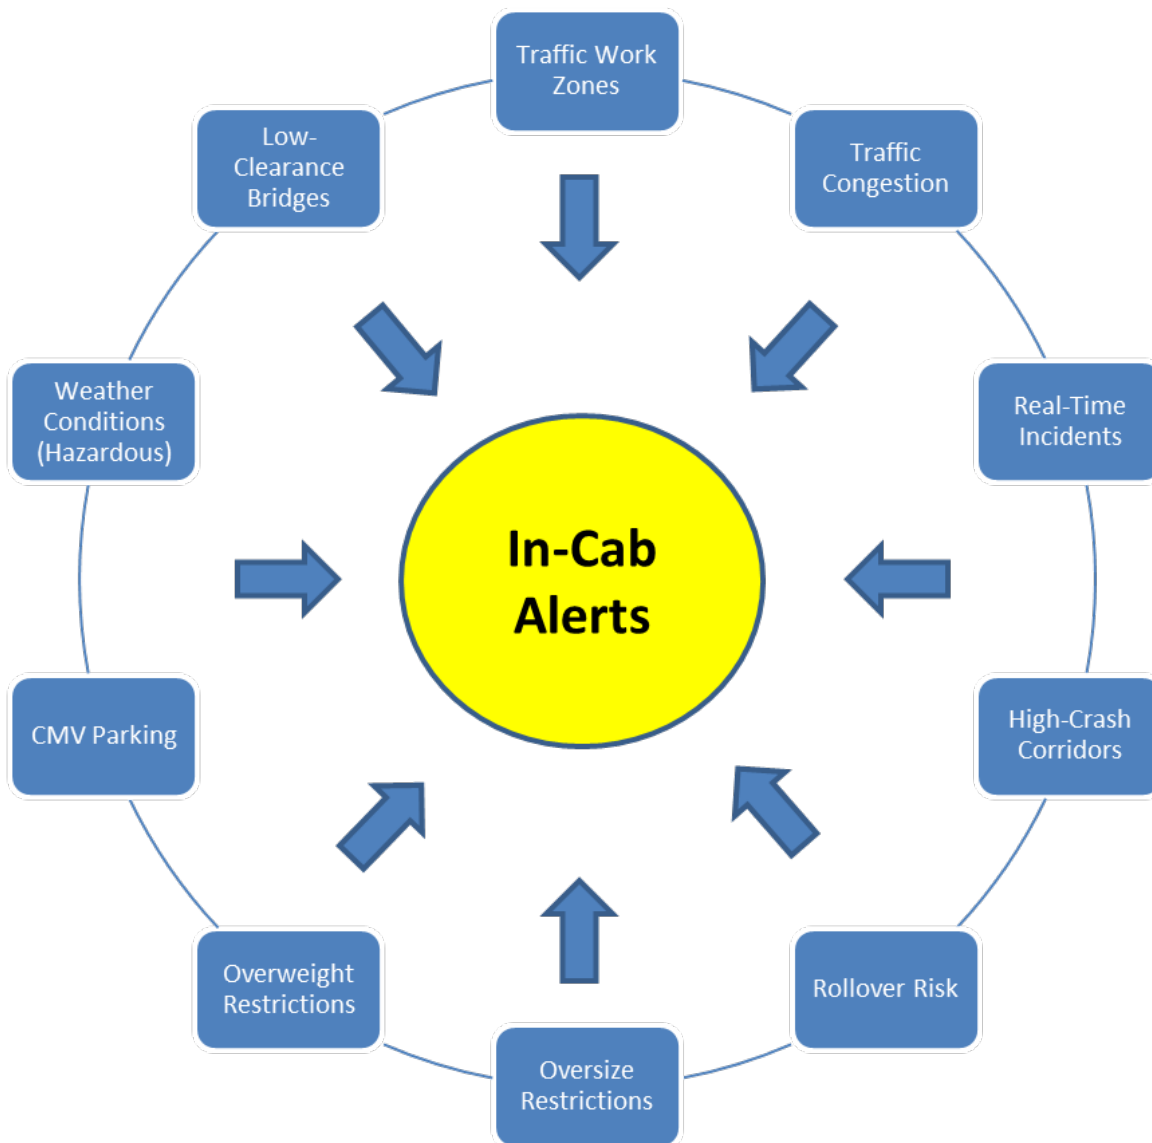 Traffic Work
Zones
Traffic
Congestion
Real-Time
Incidents
High-Crash
Corridors
Rollover Risk
Oversize
Restrictions
Overweight
Restrictions
CMV Parking
Weather
Conditions
(Hazardous)
Low-
Clearance
Bridges
In-Cab
Alerts